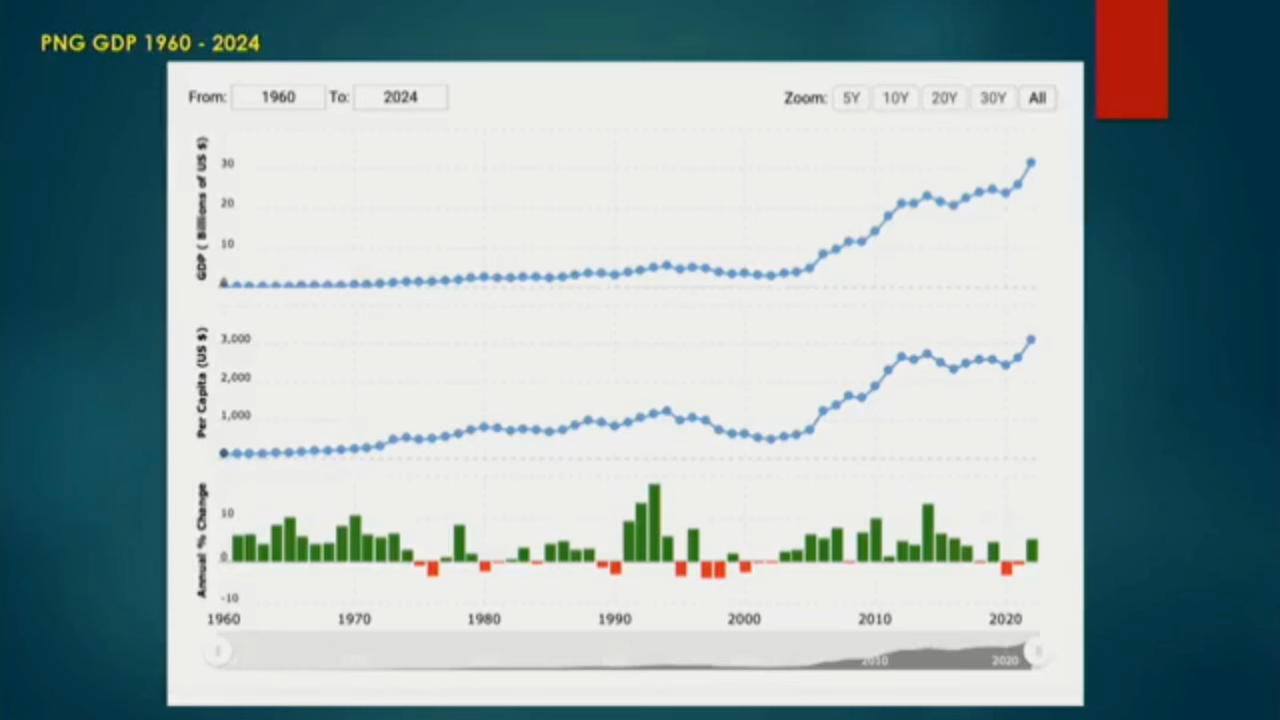 PNG GDP 1960 - 2024
From: 1960 To: 2024
Zoom: 5Y 10Y 20Y 30Y All
GDP ( Billions of US $)
30
20
10
0
Per Capita (US $)
3,000
2,000
1,000
Annual % Change
10
0
-10
1960 1970 1980 1990 2000 2010 2020
2010 2020